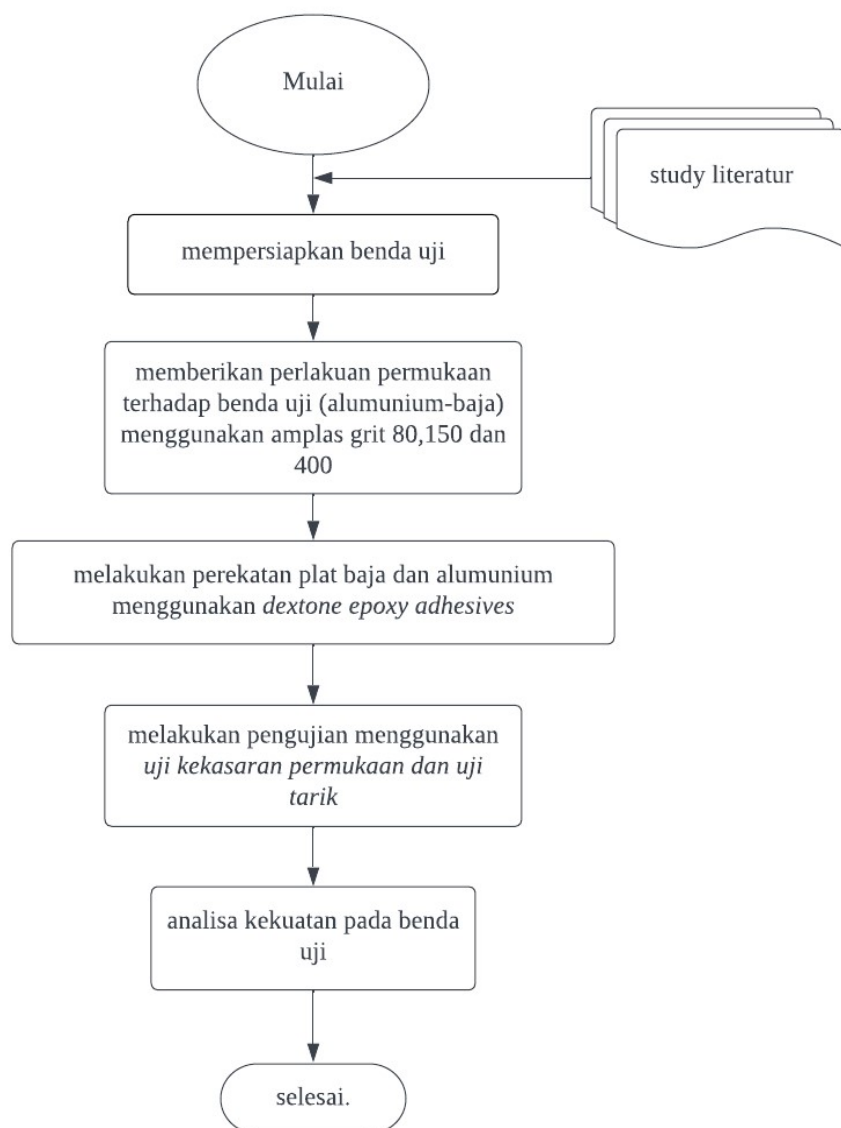 Mulai
study literatur
mempersiapkan benda uji
memberikan perlakuan permukaan
terhadap benda uji (alumunium-baja)
menggunakan amplas grit 80,150 dan
400
melakukan perekatan plat baja dan alumunium
menggunakan dextone epoxy adhesives
melakukan pengujian menggunakan
uji kekasaran permukaan dan uji
tarik
analisa kekuatan pada benda
uji
selesai.